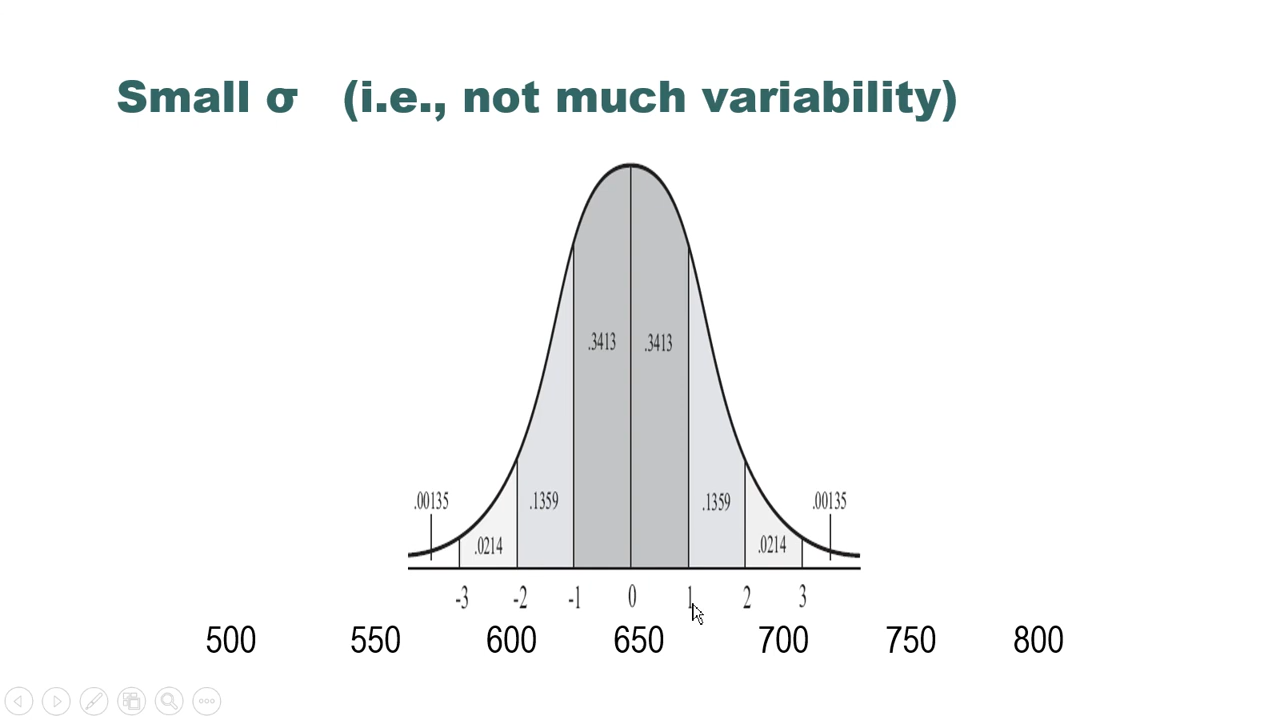 Small σ (i.e., not much variability)
.3413 .3413
.00135 .1359 .1359 .00135
.0214 .0214
-3 -2 -1 0 1 2 3
500 550 600 650 700 750 800